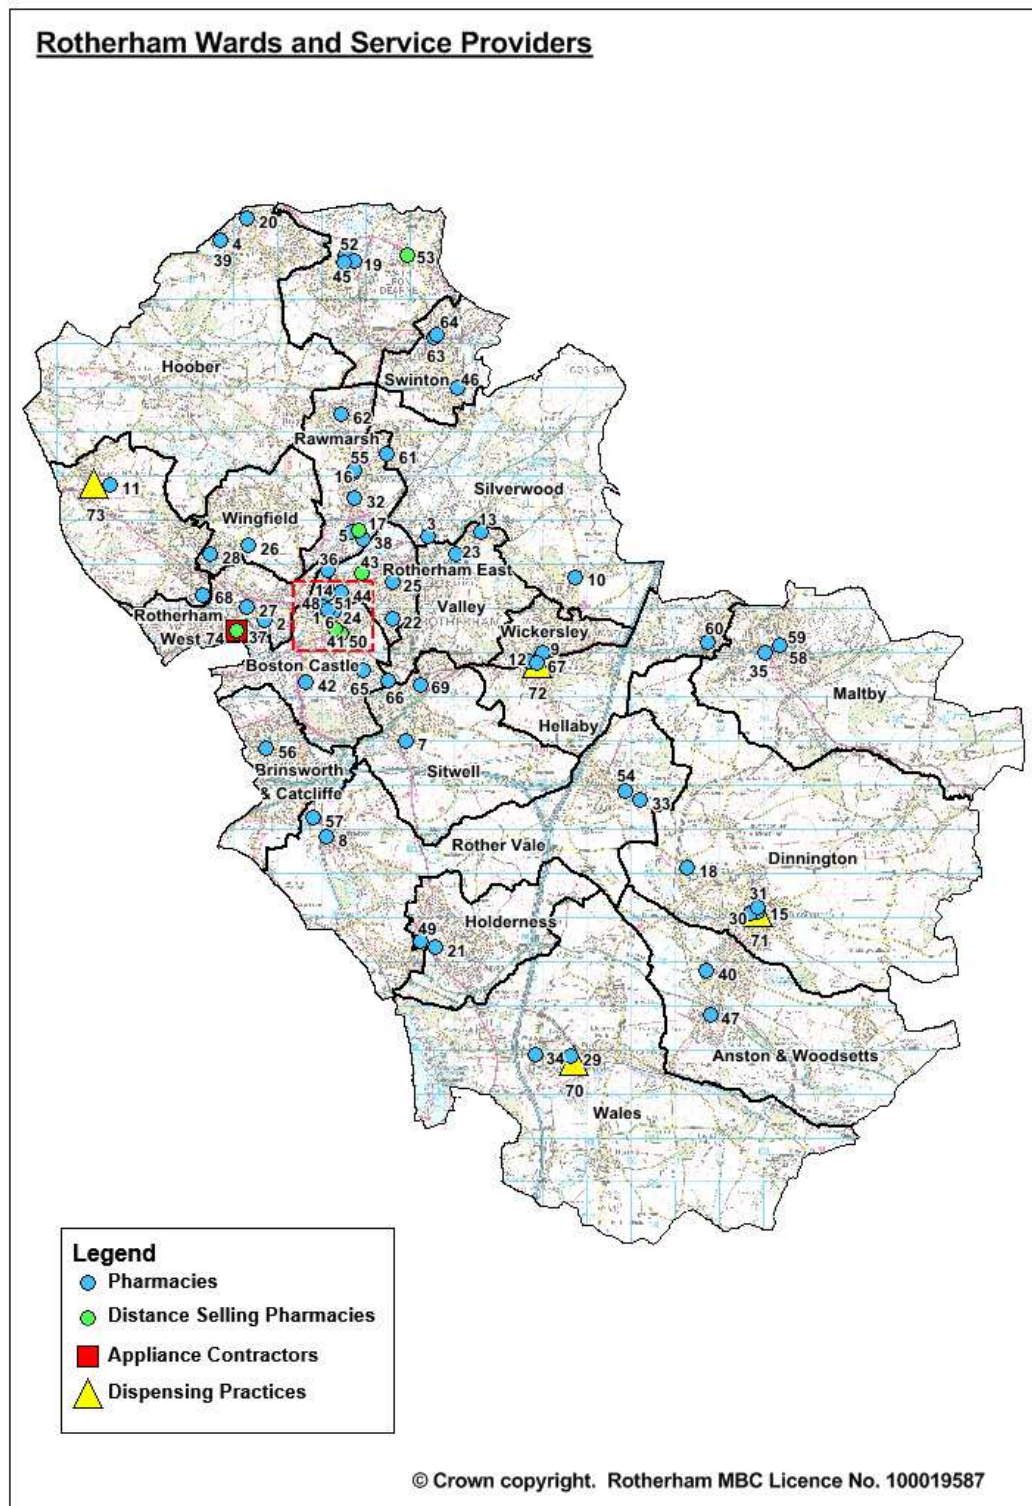 Rotherham Wards and Service Providers
20
4
39
52
45
19
53
64
63
Hoober
Swinton
46
62
Rawmarsh
61
55
16
Silverwood
11
73
32
Wingfield
17
5
38
3
13
26
28
23
36
43
Rotherham East
10
25
14
44
68
48
51
Valley
Rotherham
27
1
24
22
ROTHERHAM
Wickersley
West
74
37
2
6
41
50
60
59
58
35
Boston Castle
12
9
67
42
65
66
69
72
Maltby
Hellaby
7
56
Sitwell
Brinsworth
& Catcliffe
54
33
57
8
Rother Vale
Dinnington
18
31
30
15
71
Holderness
49
21
40
47
Anston & Woodsetts
34
29
70
Wales
Legend
Pharmacies
Distance Selling Pharmacies
Appliance Contractors
Dispensing Practices
© Crown copyright. Rotherham MBC Licence No. 100019587